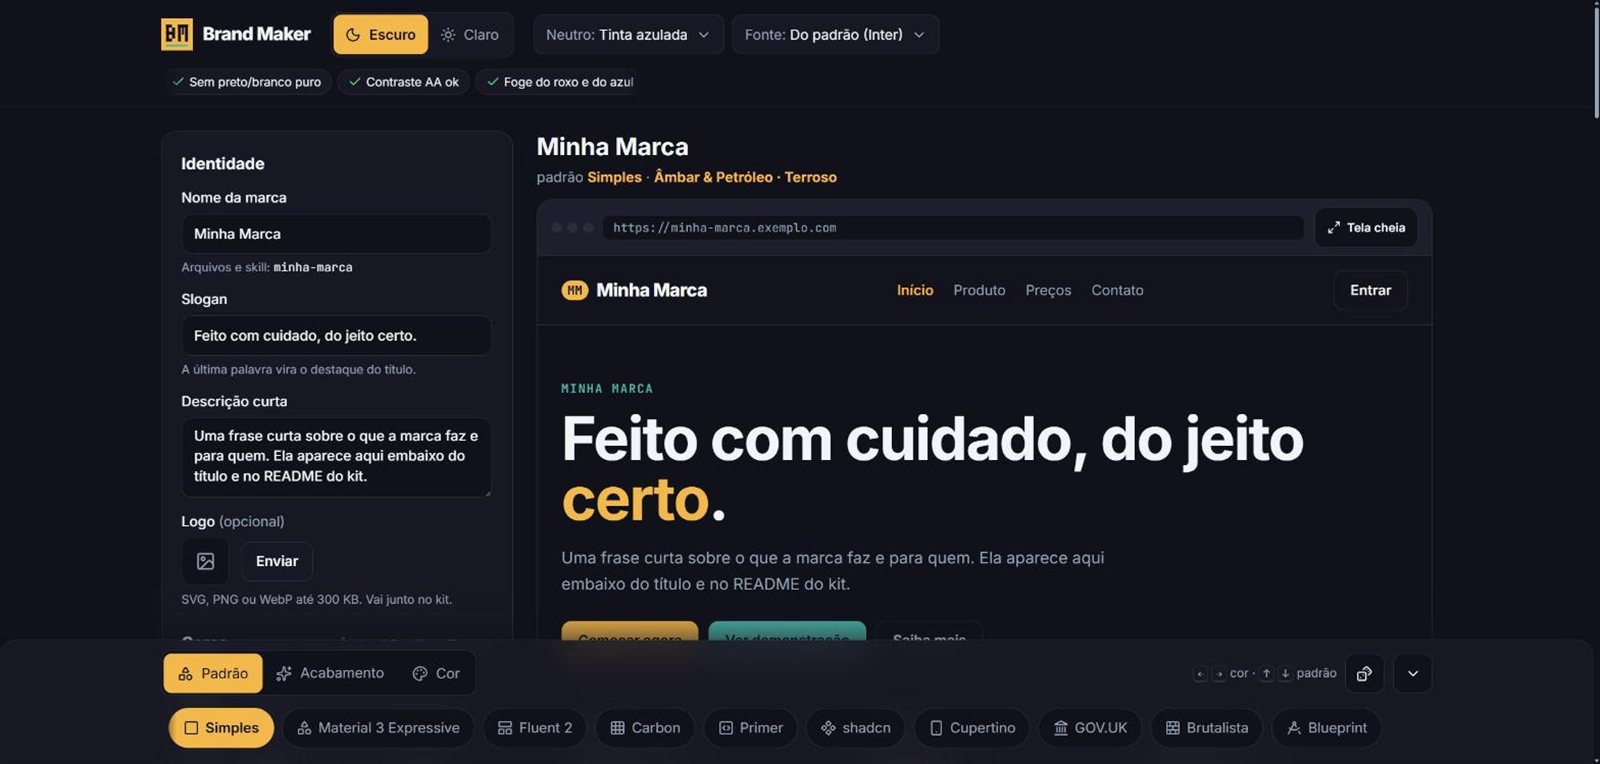 BM Brand Maker
Escuro
Claro
Neutro: Tinta azulada
Fonte: Do padrão (Inter)
Sem preto/branco puro
Contraste AA ok
Foge do roxo e do azul
Identidade
Nome da marca
Minha Marca
Arquivos e skill: minha-marca
Slogan
Feito com cuidado, do jeito certo.
A última palavra vira o destaque do título.
Descrição curta
Uma frase curta sobre o que a marca faz e
para quem. Ela aparece aqui embaixo do
título e no README do kit.
Logo (opcional)
Enviar
SVG, PNG ou WebP até 300 KB. Vai junto no kit.
Minha Marca
padrão Simples · Âmbar & Petróleo · Terroso
https://minha-marca.exemplo.com
Tela cheia
MM Minha Marca
Início
Produto
Preços
Contato
Entrar
MINHA MARCA
Feito com cuidado, do jeito
certo.
Uma frase curta sobre o que a marca faz e para quem. Ela aparece aqui
embaixo do título e no README do kit.
Começar agora
Ver demonstração
Saiba mais
Padrão
Acabamento
Cor
← → cor · ↑ ↓ padrão
Simples
Material 3 Expressive
Fluent 2
Carbon
Primer
shadcn
Cupertino
GOV.UK
Brutalista
Blueprint